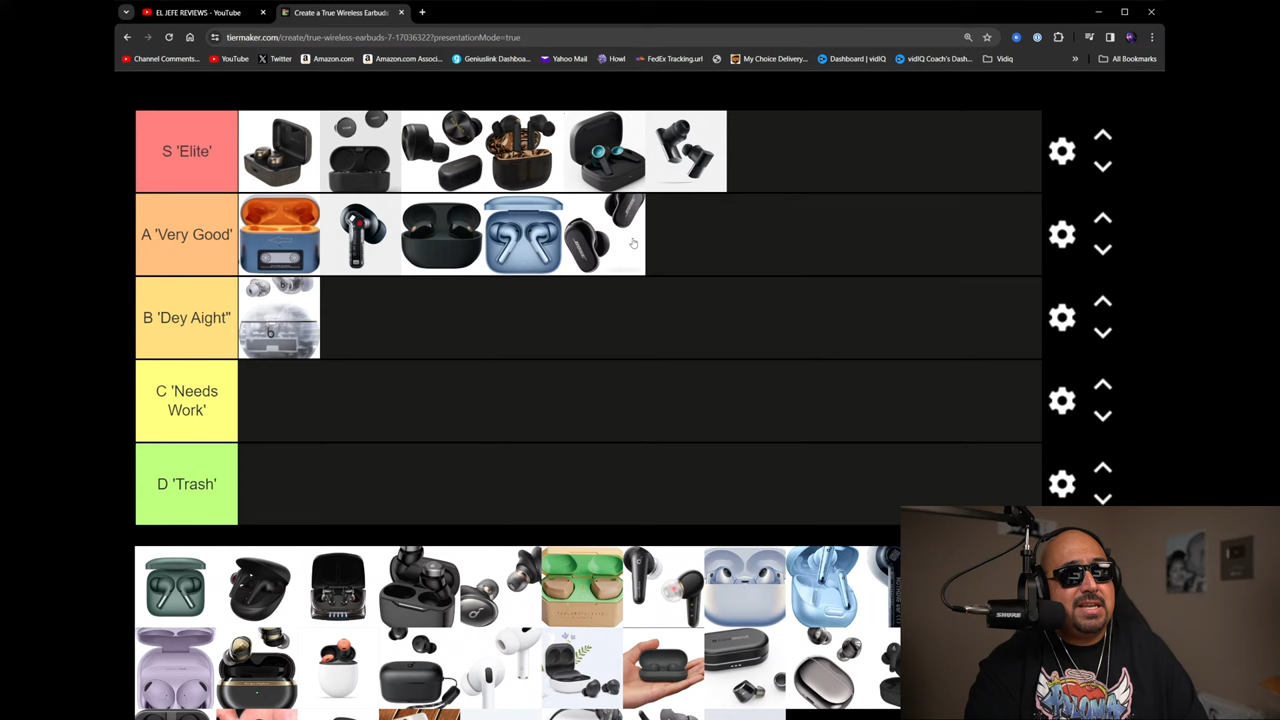 EL JEFE REVIEWS - YouTube
Create a True Wireless Earbuds
tiermaker.com/create/true-wireless-earbuds-7-17036322?presentationMode=true
Channel Comments...
YouTube
Twitter
Amazon.com
Amazon.com Associ...
Geniuslink Dashboa...
Yahoo Mail
Howl
FedEx Tracking.url
My Choice Delivery...
Dashboard | vidIQ
vidIQ Coach's Dash...
Vidiq
All Bookmarks
S 'Elite'
A 'Very Good'
B 'Dey Aight"
C 'Needs
Work'
D 'Trash'
SHURE